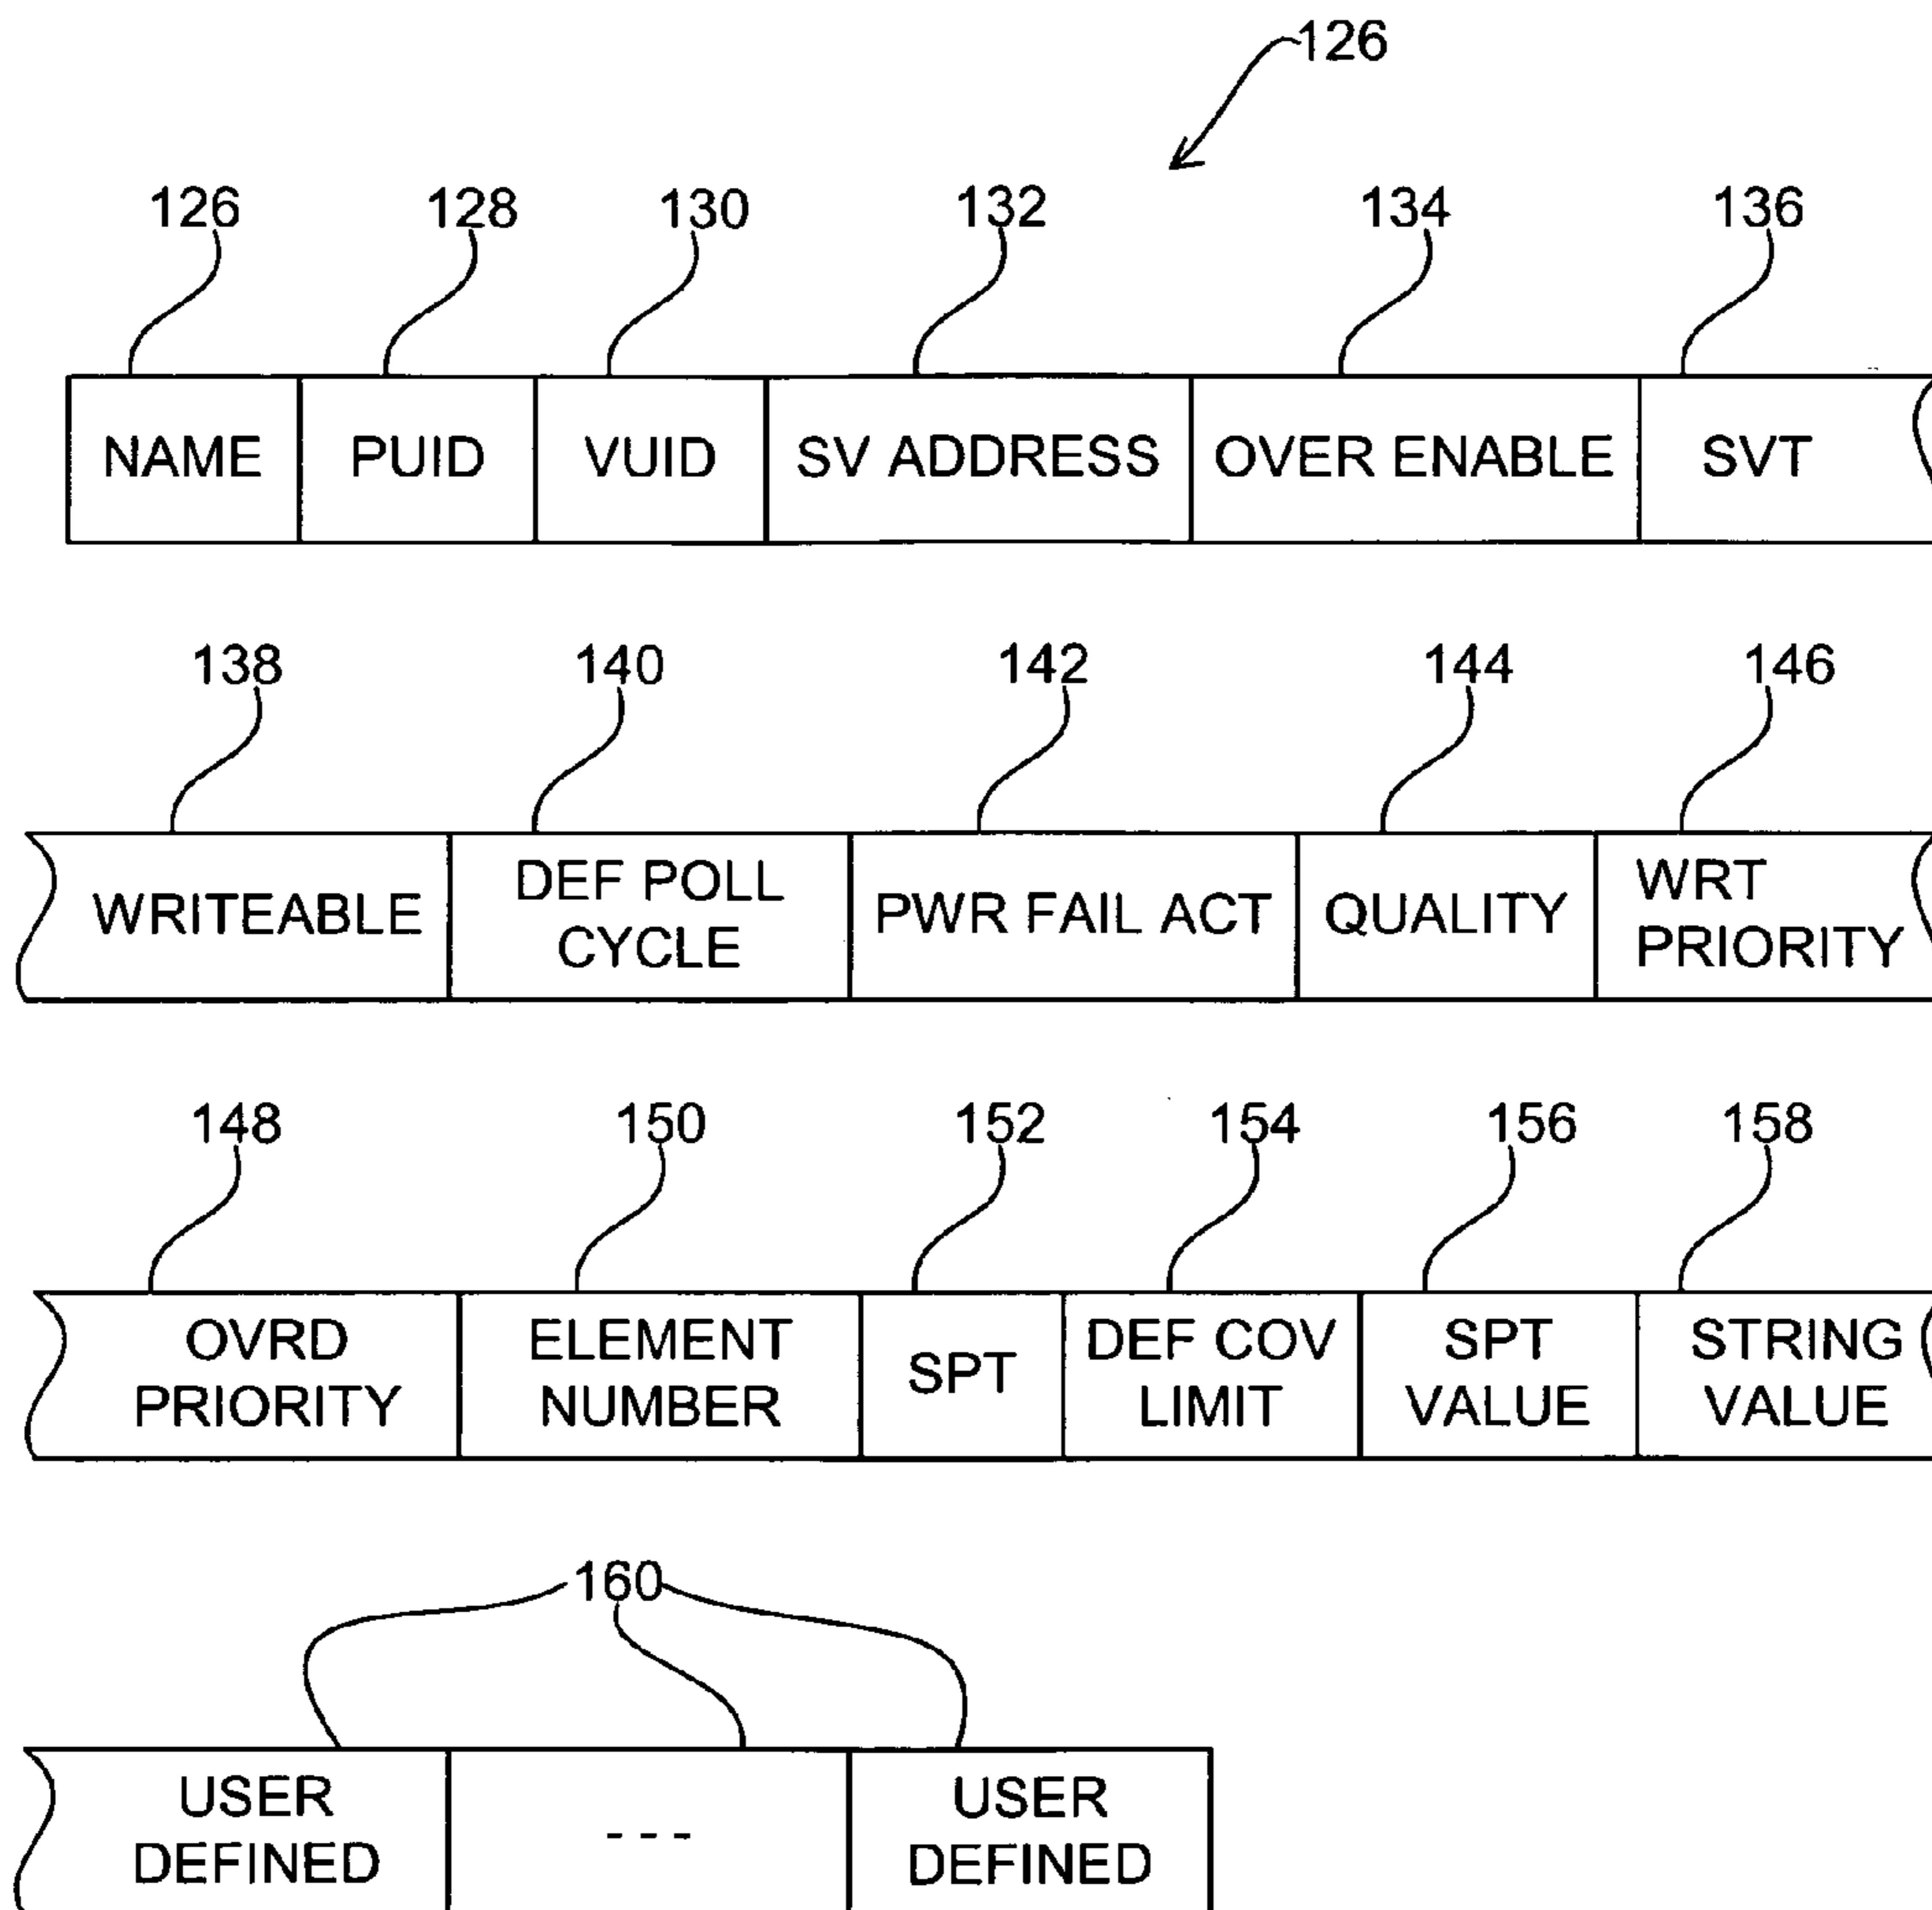 126
126 128 130 132 134 136
NAME PUID VUID SV ADDRESS OVER ENABLE SVT
138 140 142 144 146
WRITEABLE DEF POLL CYCLE PWR FAIL ACT QUALITY WRT PRIORITY
148 150 152 154 156 158
OVRD PRIORITY ELEMENT NUMBER SPT DEF COV LIMIT SPT VALUE STRING VALUE
160
USER DEFINED - - - USER DEFINED